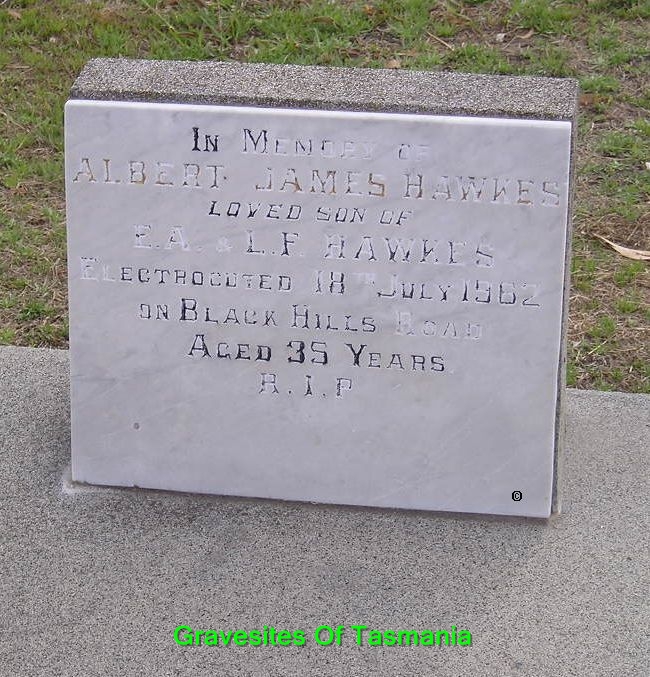 IN MEMORY OF
ALBERT JAMES HAWKES
LOVED SON OF
E.A. & L.F. HAWKES
ELECTROCUTED 18TH JULY 1962
ON BLACK HILLS ROAD
AGED 35 YEARS.
R.I.P
©
Gravesites Of Tasmania